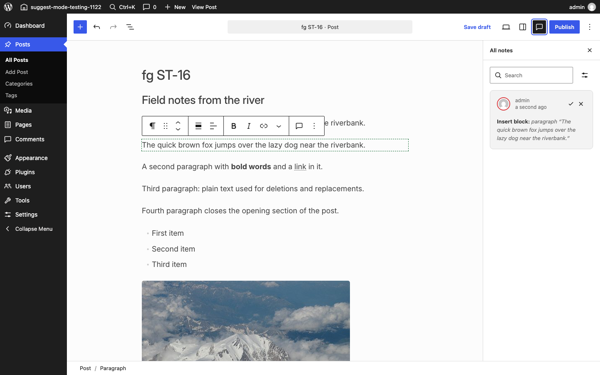 suggest-mode-testing-1122
Ctrl+K
0
New
View Post
admin
Dashboard
Posts
All Posts
Add Post
Categories
Tags
Media
Pages
Comments
Appearance
Plugins
Users
Tools
Settings
Collapse Menu
fg ST-16 · Post
Save draft
Publish
fg ST-16
Field notes from the river
e riverbank.
B I
The quick brown fox jumps over the lazy dog near the riverbank.
A second paragraph with bold words and a link in it.
Third paragraph: plain text used for deletions and replacements.
Fourth paragraph closes the opening section of the post.
First item
Second item
Third item
All notes
Search
admin
a second ago
Insert block: paragraph “The
quick brown fox jumps over the
lazy dog near the riverbank.”
Post / Paragraph